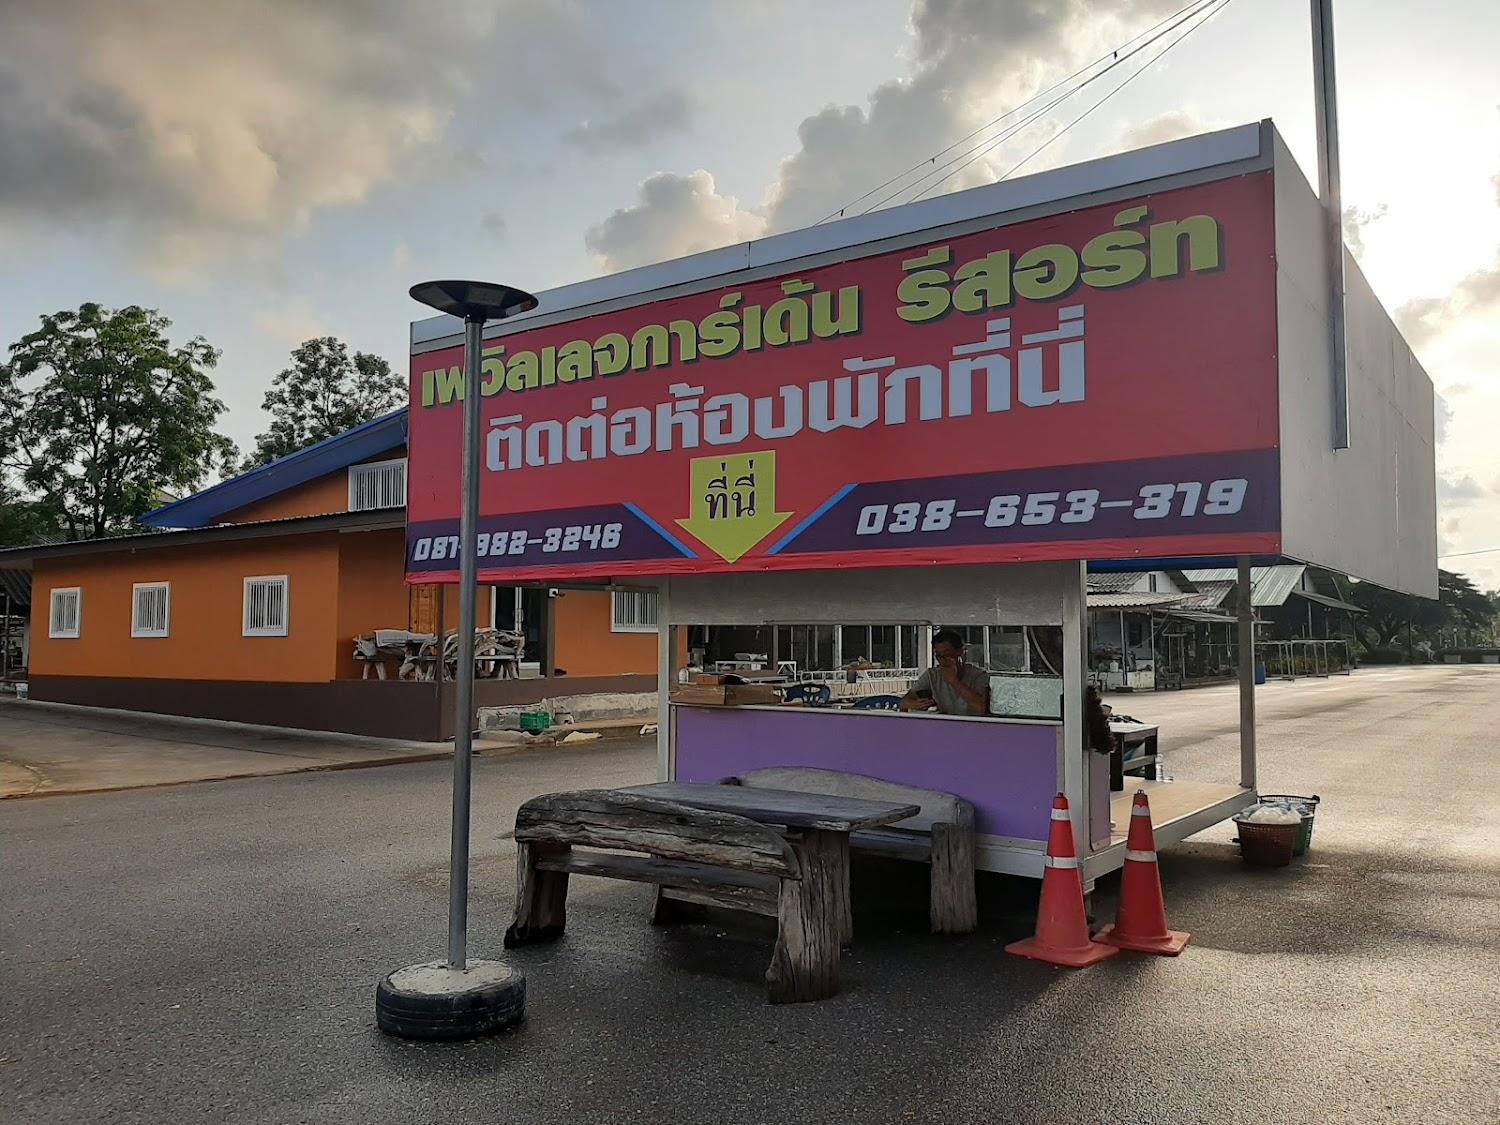 เพวิลเลจการ์เด้น รีสอร์ท
ติดต่อห้องพักที่นี่
ที่นี่
038-653-319